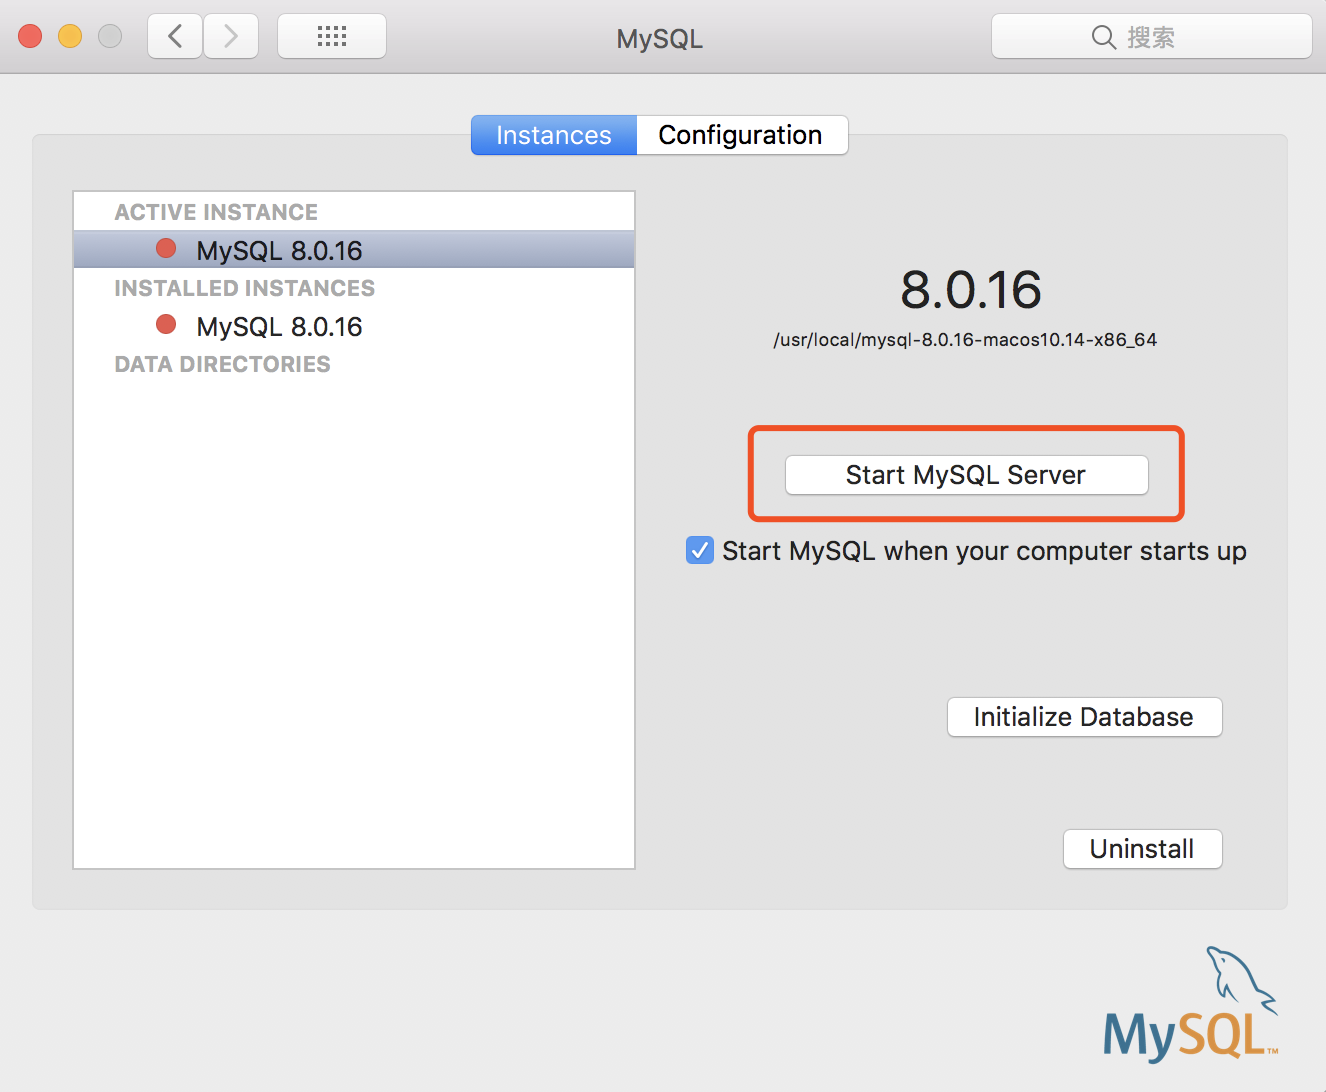 MySQL
搜索
Instances
Configuration
ACTIVE INSTANCE
MySQL 8.0.16
INSTALLED INSTANCES
MySQL 8.0.16
DATA DIRECTORIES
8.0.16
/usr/local/mysql-8.0.16-macos10.14-x86_64
Start MySQL Server
Start MySQL when your computer starts up
Initialize Database
Uninstall
MySQL™